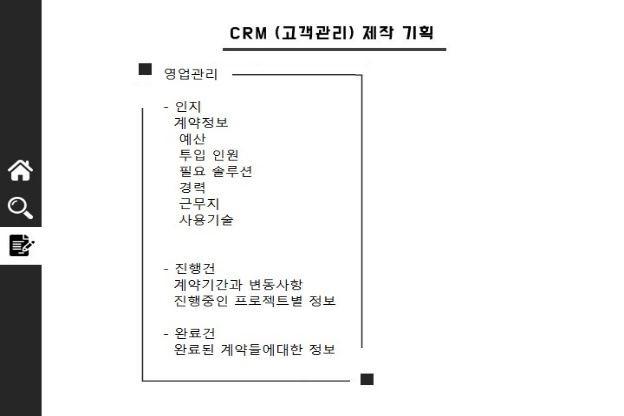 CRM (고객관리) 제작 기획
영업관리
- 인지
계약정보
예산
투입 인원
필요 솔루션
경력
근무지
사용기술
- 진행건
계약기간과 변동사항
진행중인 프로젝트별 정보
- 완료건
완료된 계약들에대한 정보